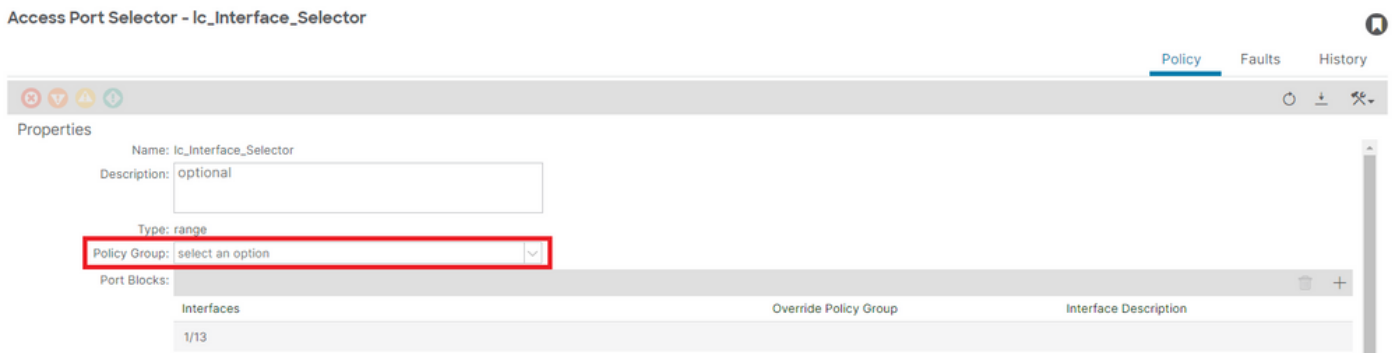 Access Port Selector - lc_Interface_Selector
Policy Faults History
Properties
Name: lc_Interface_Selector
Description: optional
Type: range
Policy Group: select an option
Port Blocks:
Interfaces Override Policy Group Interface Description
1/13